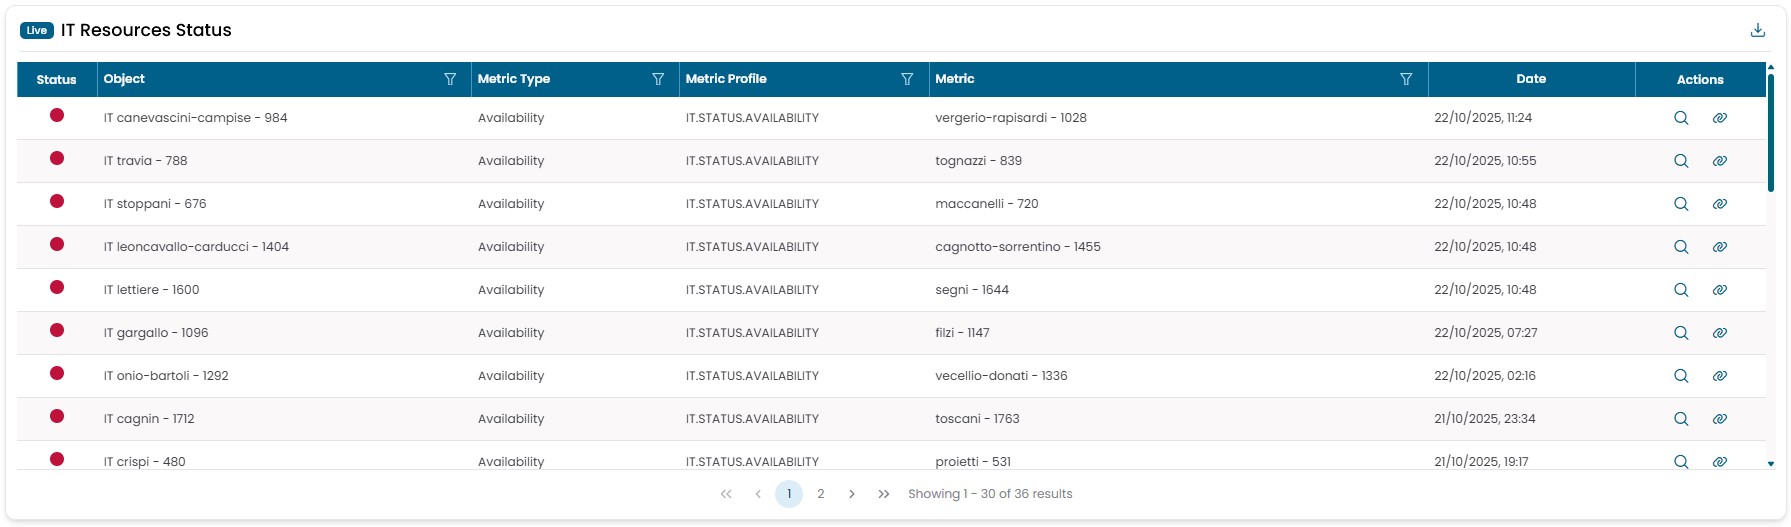 Live IT Resources Status
Status Object Metric Type Metric Profile Metric Date Actions
IT canevascini-campise - 984 Availability IT.STATUS.AVAILABILITY vergerio-rapisardi - 1028 22/10/2025, 11:24
IT travia - 788 Availability IT.STATUS.AVAILABILITY tognazzi - 839 22/10/2025, 10:55
IT stoppani - 676 Availability IT.STATUS.AVAILABILITY maccanelli - 720 22/10/2025, 10:48
IT leoncavallo-carducci - 1404 Availability IT.STATUS.AVAILABILITY cagnotto-sorrentino - 1455 22/10/2025, 10:48
IT lettiere - 1600 Availability IT.STATUS.AVAILABILITY segni - 1644 22/10/2025, 10:48
IT gargallo - 1096 Availability IT.STATUS.AVAILABILITY filzi - 1147 22/10/2025, 07:27
IT onio-bartoli - 1292 Availability IT.STATUS.AVAILABILITY vecellio-donati - 1336 22/10/2025, 02:16
IT cagnin - 1712 Availability IT.STATUS.AVAILABILITY toscani - 1763 21/10/2025, 23:34
IT crispi - 480 Availability IT.STATUS.AVAILABILITY proietti - 531 21/10/2025, 19:17
1 2 Showing 1 - 30 of 36 results